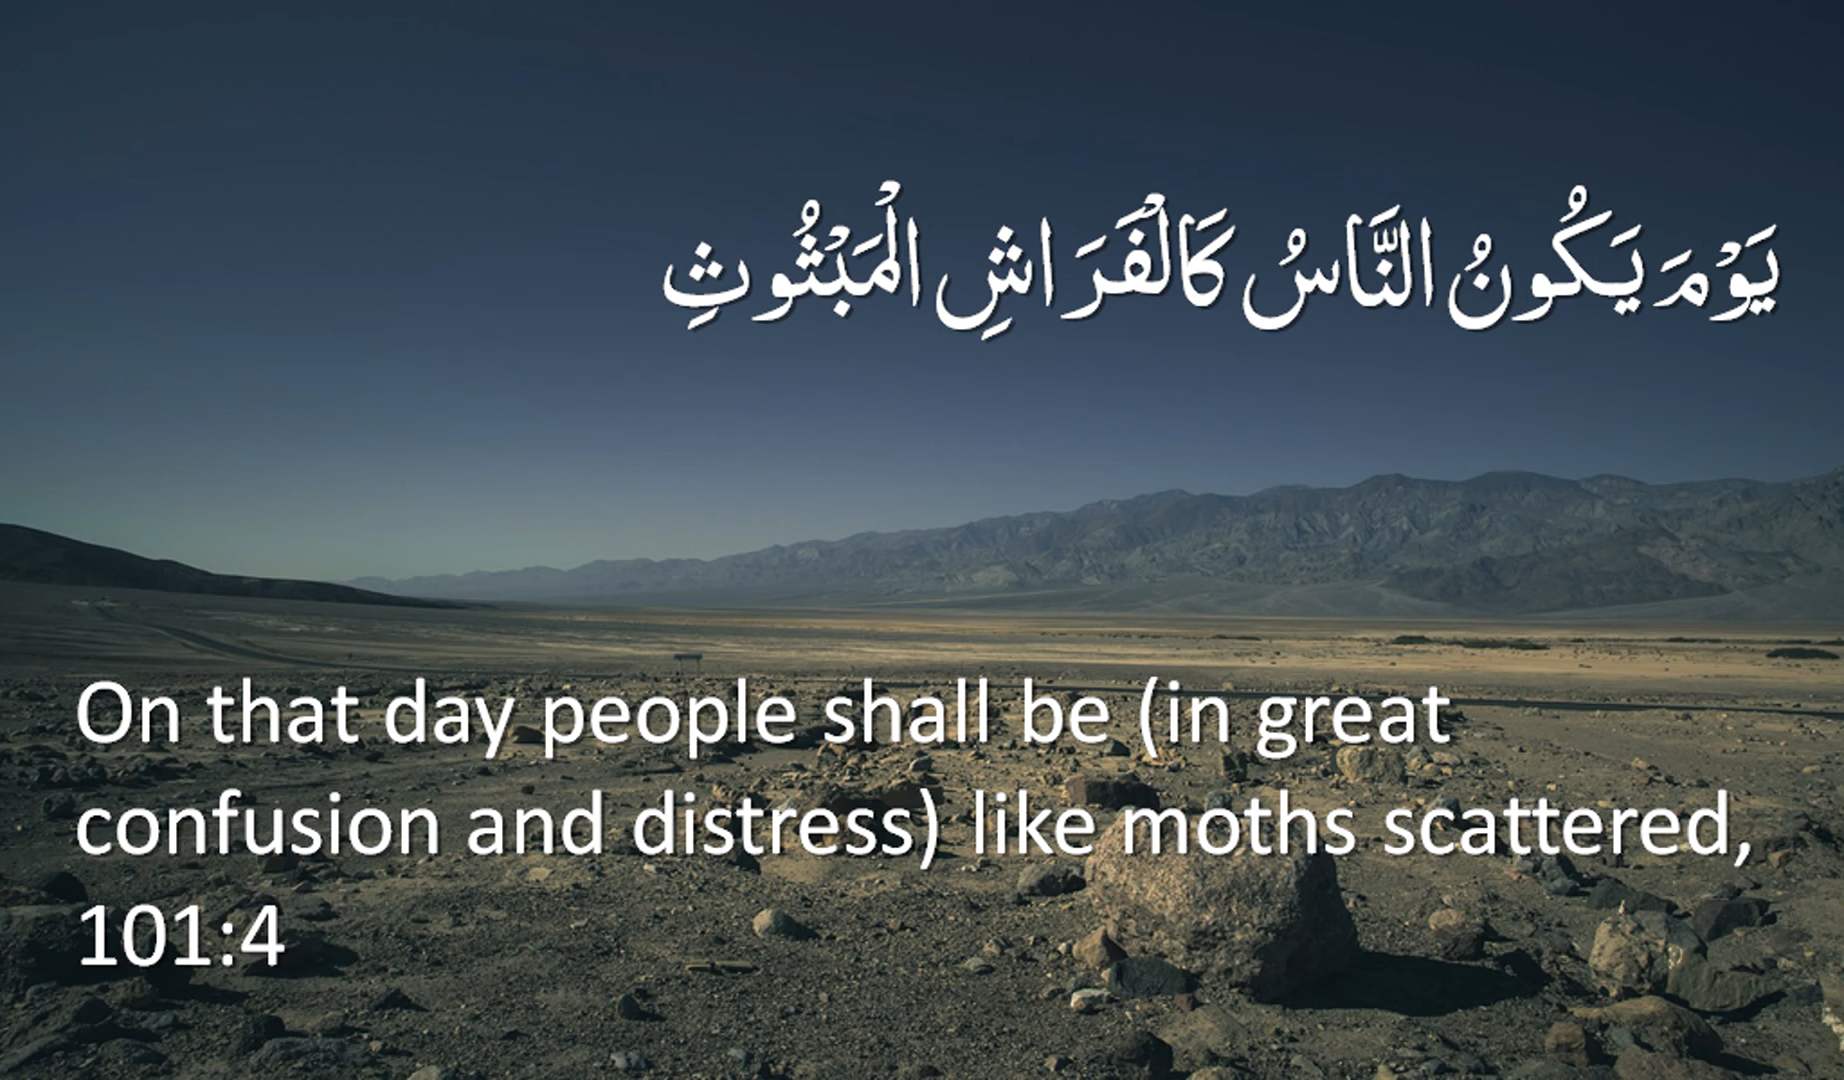 يَوْمَ يَكُونُ النَّاسُ كَالْفَرَاشِ الْمَبْثُوثِ
On that day people shall be (in great
confusion and distress) like moths scattered,
101:4